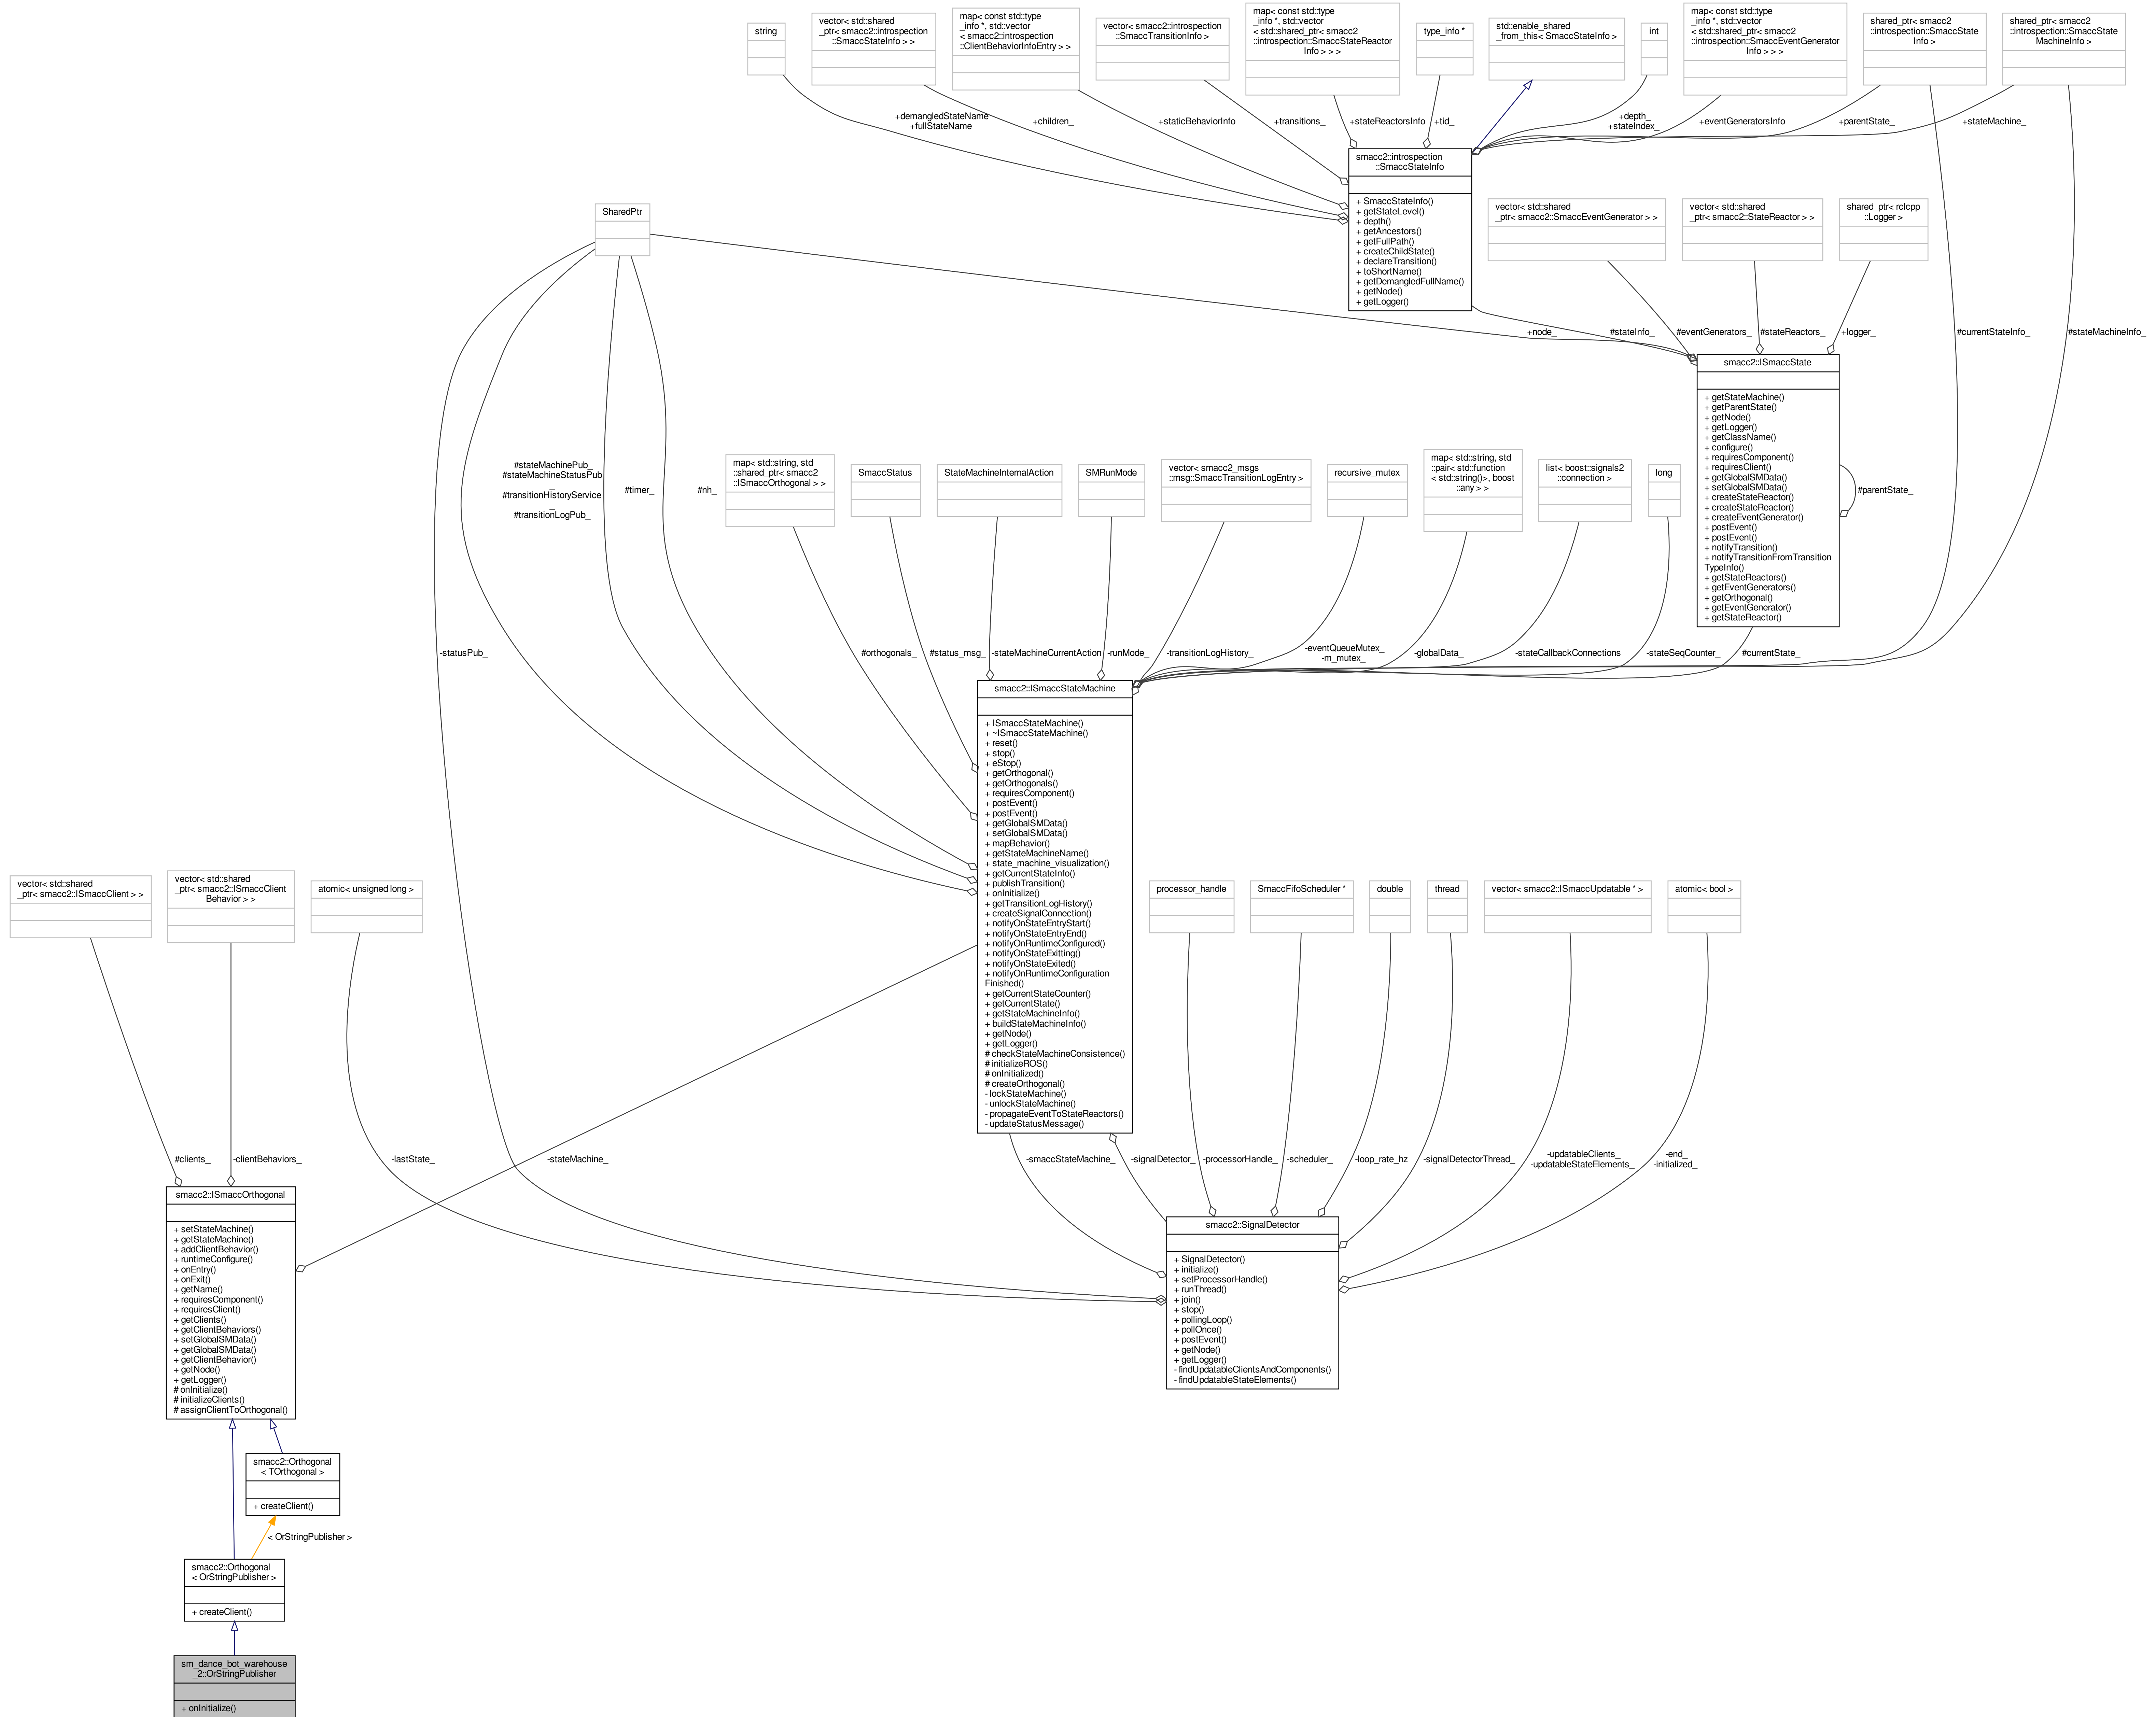 string
vector< std::shared
_ptr< smacc2::introspection
::SmaccStateInfo > >
map< const std::type
_info *, std::vector
< smacc2::introspection
::ClientBehaviorInfoEntry > >
vector< smacc2::introspection
::SmaccTransitionInfo >
map< const std::type
_info *, std::vector
< std::shared_ptr< smacc2
::introspection::SmaccStateReactor
Info > > >
type_info *
std::enable_shared
_from_this< SmaccStateInfo >
int
map< const std::type
_info *, std::vector
< std::shared_ptr< smacc2
::introspection::SmaccEventGenerator
Info > > >
shared_ptr< smacc2
::introspection::SmaccState
Info >
shared_ptr< smacc2
::introspection::SmaccState
MachineInfo >
+demangledStateName
+fullStateName
+children_
+staticBehaviorInfo
+transitions_
+stateReactorsInfo
+tid_
+depth_
+stateIndex_
+eventGeneratorsInfo
+parentState_
+stateMachine_
smacc2::introspection
::SmaccStateInfo
+ SmaccStateInfo()
+ getStateLevel()
+ depth()
+ getAncestors()
+ getFullPath()
+ createChildState()
+ declareTransition()
+ toShortName()
+ getDemangledFullName()
+ getNode()
+ getLogger()
SharedPtr
vector< std::shared
_ptr< smacc2::SmaccEventGenerator > >
vector< std::shared
_ptr< smacc2::StateReactor > >
shared_ptr< rclcpp
::Logger >
+node_
#stateInfo_
#eventGenerators_
#stateReactors_
+logger_
#currentStateInfo_
#stateMachineInfo_
smacc2::ISmaccState
+ getStateMachine()
+ getParentState()
+ getNode()
+ getLogger()
+ getClassName()
+ configure()
+ requiresComponent()
+ requiresClient()
+ getGlobalSMData()
+ setGlobalSMData()
+ createStateReactor()
+ createStateReactor()
+ createEventGenerator()
+ postEvent()
+ postEvent()
+ notifyTransition()
+ notifyTransitionFromTransition
TypeInfo()
+ getStateReactors()
+ getEventGenerators()
+ getOrthogonal()
+ getEventGenerator()
+ getStateReactor()
#parentState_
#stateMachinePub_
#stateMachineStatusPub
_
#transitionHistoryService
_
#transitionLogPub_
#timer_
#nh_
map< std::string, std
::shared_ptr< smacc2
::ISmaccOrthogonal > >
SmaccStatus
StateMachineInternalAction
SMRunMode
vector< smacc2_msgs
::msg::SmaccTransitionLogEntry >
recursive_mutex
map< std::string, std
::pair< std::function
< std::string()>, boost
::any > >
list< boost::signals2
::connection >
long
-statusPub_
#orthogonals_
#status_msg_
-stateMachineCurrentAction
-runMode_
-transitionLogHistory_
-eventQueueMutex_
-m_mutex_
-globalData_
-stateCallbackConnections
-stateSeqCounter_
#currentState_
smacc2::ISmaccStateMachine
+ ISmaccStateMachine()
+ ~ISmaccStateMachine()
+ reset()
+ stop()
+ eStop()
+ getOrthogonal()
+ getOrthogonals()
+ requiresComponent()
+ postEvent()
+ postEvent()
+ getGlobalSMData()
+ setGlobalSMData()
+ mapBehavior()
+ getStateMachineName()
+ state_machine_visualization()
+ getCurrentStateInfo()
+ publishTransition()
+ onInitialize()
+ getTransitionLogHistory()
+ createSignalConnection()
+ notifyOnStateEntryStart()
+ notifyOnStateEntryEnd()
+ notifyOnRuntimeConfigured()
+ notifyOnStateExitting()
+ notifyOnStateExited()
+ notifyOnRuntimeConfiguration
Finished()
+ getCurrentStateCounter()
+ getCurrentState()
+ getStateMachineInfo()
+ buildStateMachineInfo()
+ getNode()
+ getLogger()
# checkStateMachineConsistence()
# initializeROS()
# onInitialized()
# createOrthogonal()
- lockStateMachine()
- unlockStateMachine()
- propagateEventToStateReactors()
- updateStatusMessage()
vector< std::shared
_ptr< smacc2::ISmaccClient > >
vector< std::shared
_ptr< smacc2::ISmaccClient
Behavior > >
atomic< unsigned long >
processor_handle
SmaccFifoScheduler *
double
thread
vector< smacc2::ISmaccUpdatable * >
atomic< bool >
#clients_
-clientBehaviors_
-lastState_
-stateMachine_
-smaccStateMachine_
-signalDetector_
-processorHandle_
-scheduler_
-loop_rate_hz
-signalDetectorThread_
-updatableClients_
-updatableStateElements_
-end_
-initialized_
smacc2::ISmaccOrthogonal
+ setStateMachine()
+ getStateMachine()
+ addClientBehavior()
+ runtimeConfigure()
+ onEntry()
+ onExit()
+ getName()
+ requiresComponent()
+ requiresClient()
+ getClients()
+ getClientBehaviors()
+ setGlobalSMData()
+ getGlobalSMData()
+ getClientBehavior()
+ getNode()
+ getLogger()
# onInitialize()
# initializeClients()
# assignClientToOrthogonal()
smacc2::SignalDetector
+ SignalDetector()
+ initialize()
+ setProcessorHandle()
+ runThread()
+ join()
+ stop()
+ pollingLoop()
+ pollOnce()
+ postEvent()
+ getNode()
+ getLogger()
- findUpdatableClientsAndComponents()
- findUpdatableStateElements()
smacc2::Orthogonal
< TOrthogonal >
+ createClient()
< OrStringPublisher >
smacc2::Orthogonal
< OrStringPublisher >
+ createClient()
sm_dance_bot_warehouse
_2::OrStringPublisher
+ onInitialize()